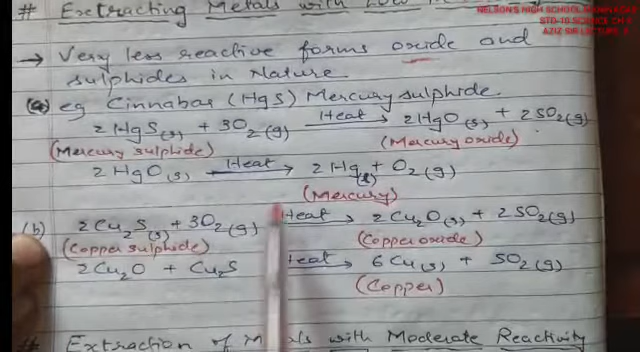 # Extracting Metals with Low
NELSON'S HIGH SCHOOL
STD-10 SCIENCE CH-3
→ Very less reactive forms oxide and
sulphides in Nature.
(a) eg Cinnabar (HgS) Mercury sulphide.
2HgS(s) + 3O2(g) Heat → 2HgO(s) + 2SO2(g)
(Mercury sulphide) (Mercury oxide)
2HgO(s) Heat → 2Hg(l) + O2(g)
(Mercury)
(b) 2Cu2S(s) + 3O2(g) Heat → 2Cu2O(s) + 2SO2(g)
(Copper sulphide) (Copper oxide)
2Cu2O + Cu2S Heat → 6Cu(s) + SO2(g)
(Copper)
# Extraction of with Moderate Reactivity